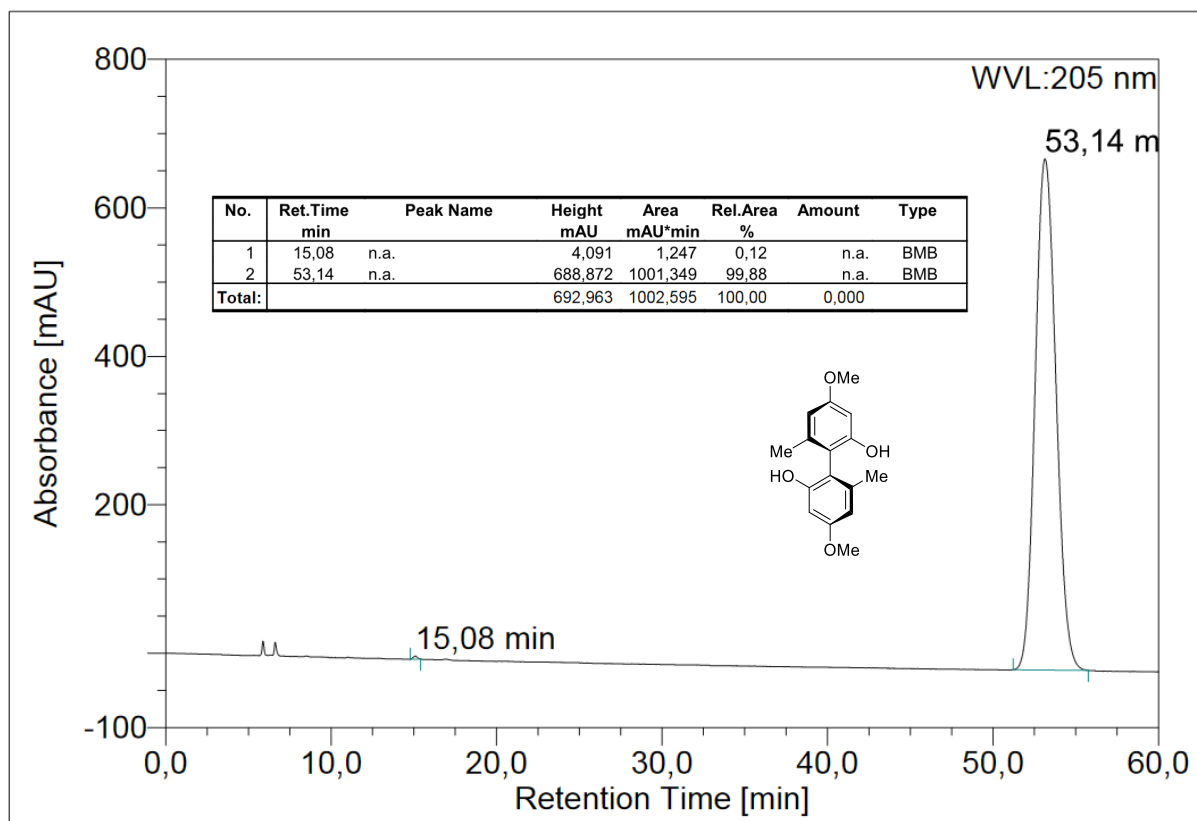 800
WVL:205 nm
53,14 m
600
No. Ret.Time Peak Name Height Area Rel.Area Amount Type
min mAU mAU*min %
1 15,08 n.a. 4,091 1,247 0,12 n.a. BMB
2 53,14 n.a. 688,872 1001,349 99,88 n.a. BMB
Total: 692,963 1002,595 100,00 0,000
400
Absorbance [mAU]
OMe
Me
OH
HO
Me
OMe
200
15,08 min
-100
0,0 10,0 20,0 30,0 40,0 50,0 60,0
Retention Time [min]